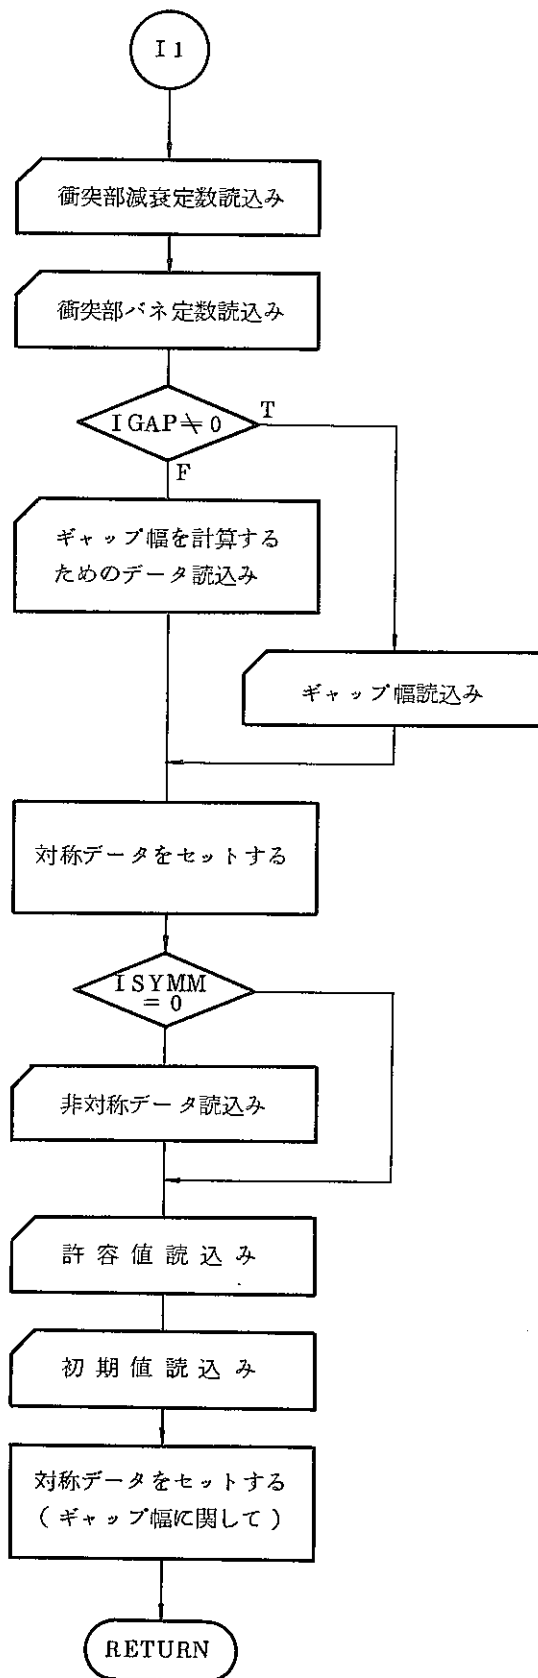 I1
衝突部減衰定数読込み
衝突部バネ定数読込み
IGAP≠0
T
F
ギャップ幅を計算する
ためのデータ読込み
ギャップ幅読込み
対称データをセットする
ISYMM
=0
非対称データ読込み
許容値読込み
初期値読込み
対称データをセットする
(ギャップ幅に関して)
RETURN